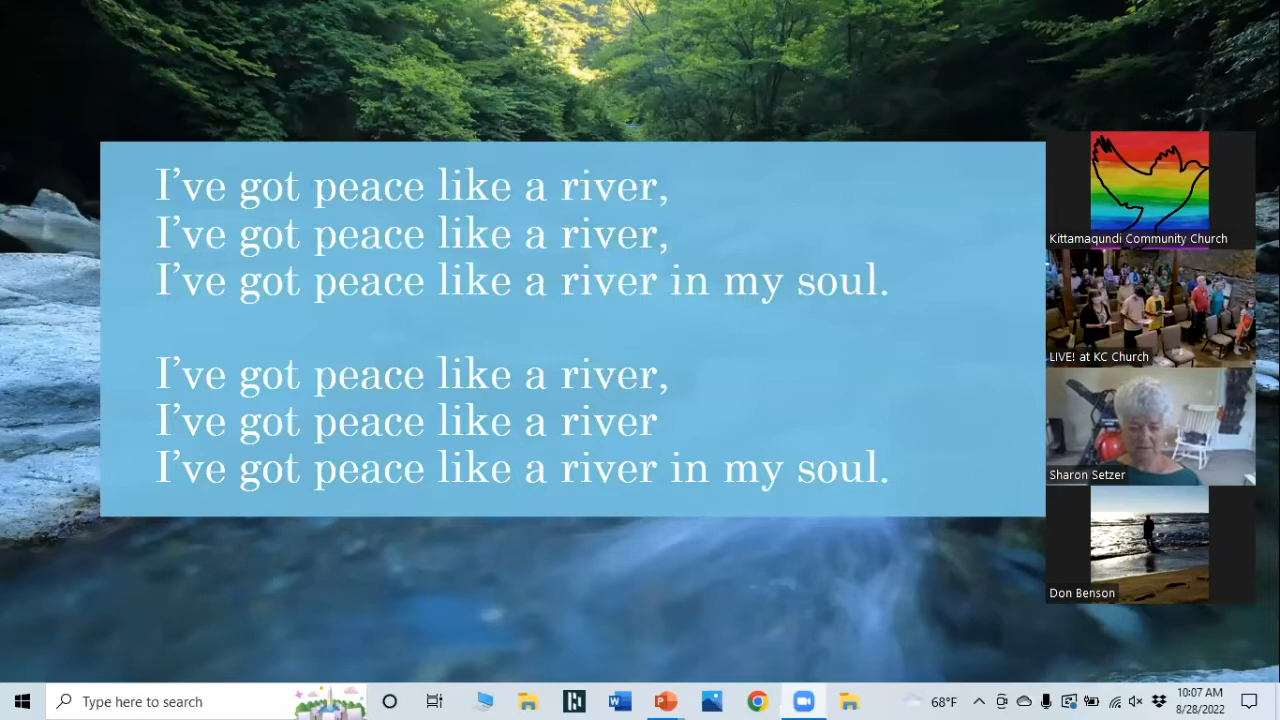 I've got peace like a river,
I've got peace like a river,
I've got peace like a river in my soul.
I've got peace like a river,
I've got peace like a river
I've got peace like a river in my soul.
Kittamaqundi Community Church
LIVE! at KC Church
Sharon Setzer
Don Benson
Type here to search
68°F
10:07 AM
8/28/2022